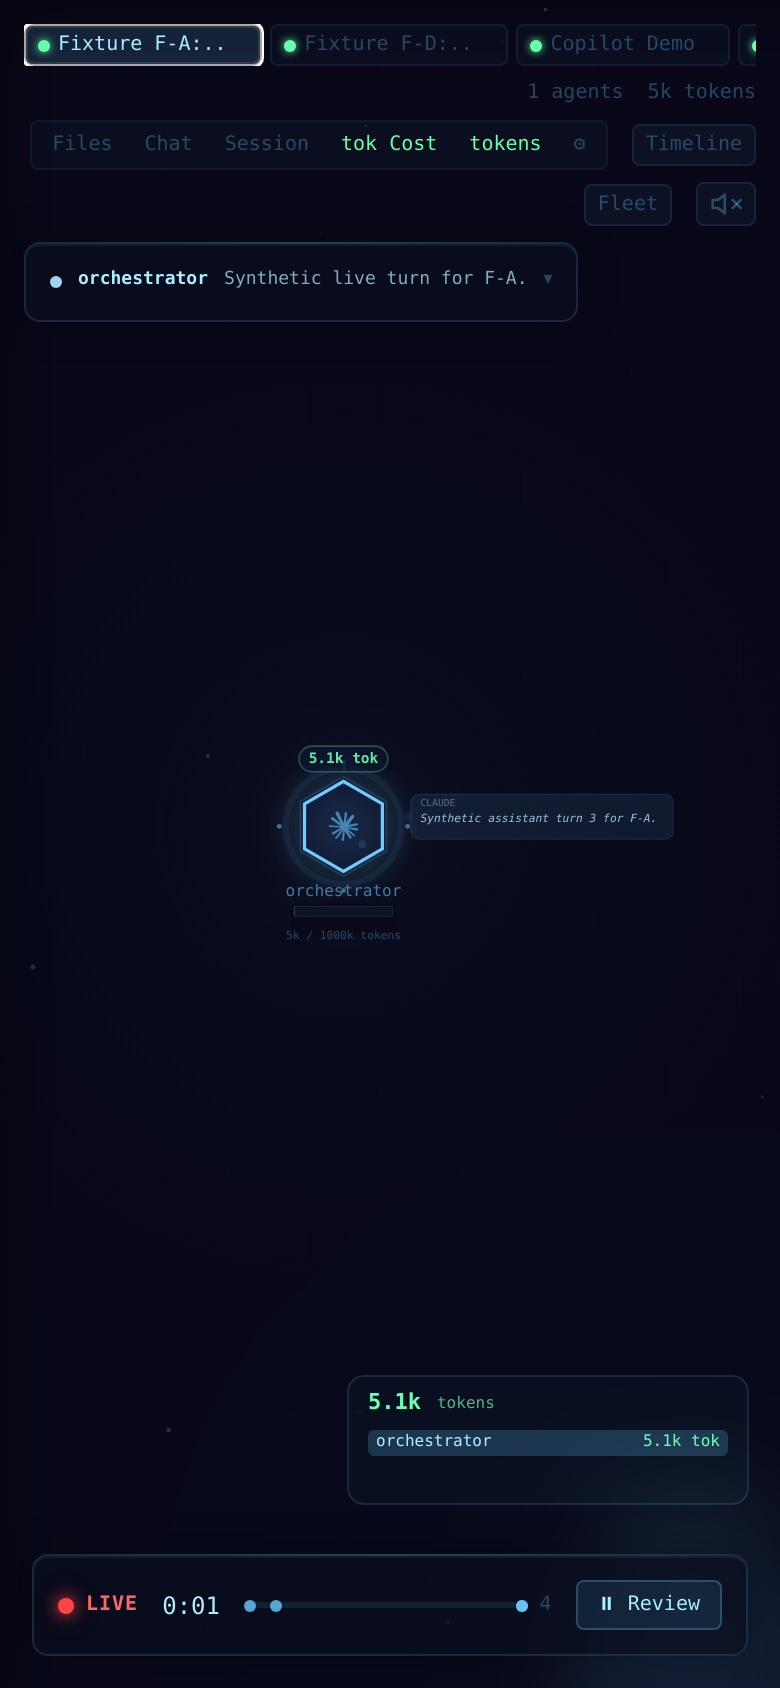 Fixture F-A:.. Fixture F-D:.. Copilot Demo
1 agents 5k tokens
Files Chat Session tok Cost tokens ⚙ Timeline
Fleet
orchestrator Synthetic live turn for F-A. ▼
5.1k tok
CLAUDE
Synthetic assistant turn 3 for F-A.
orchestrator
5k / 1000k tokens
5.1k tokens
orchestrator 5.1k tok
LIVE 0:01 4 ⏸ Review